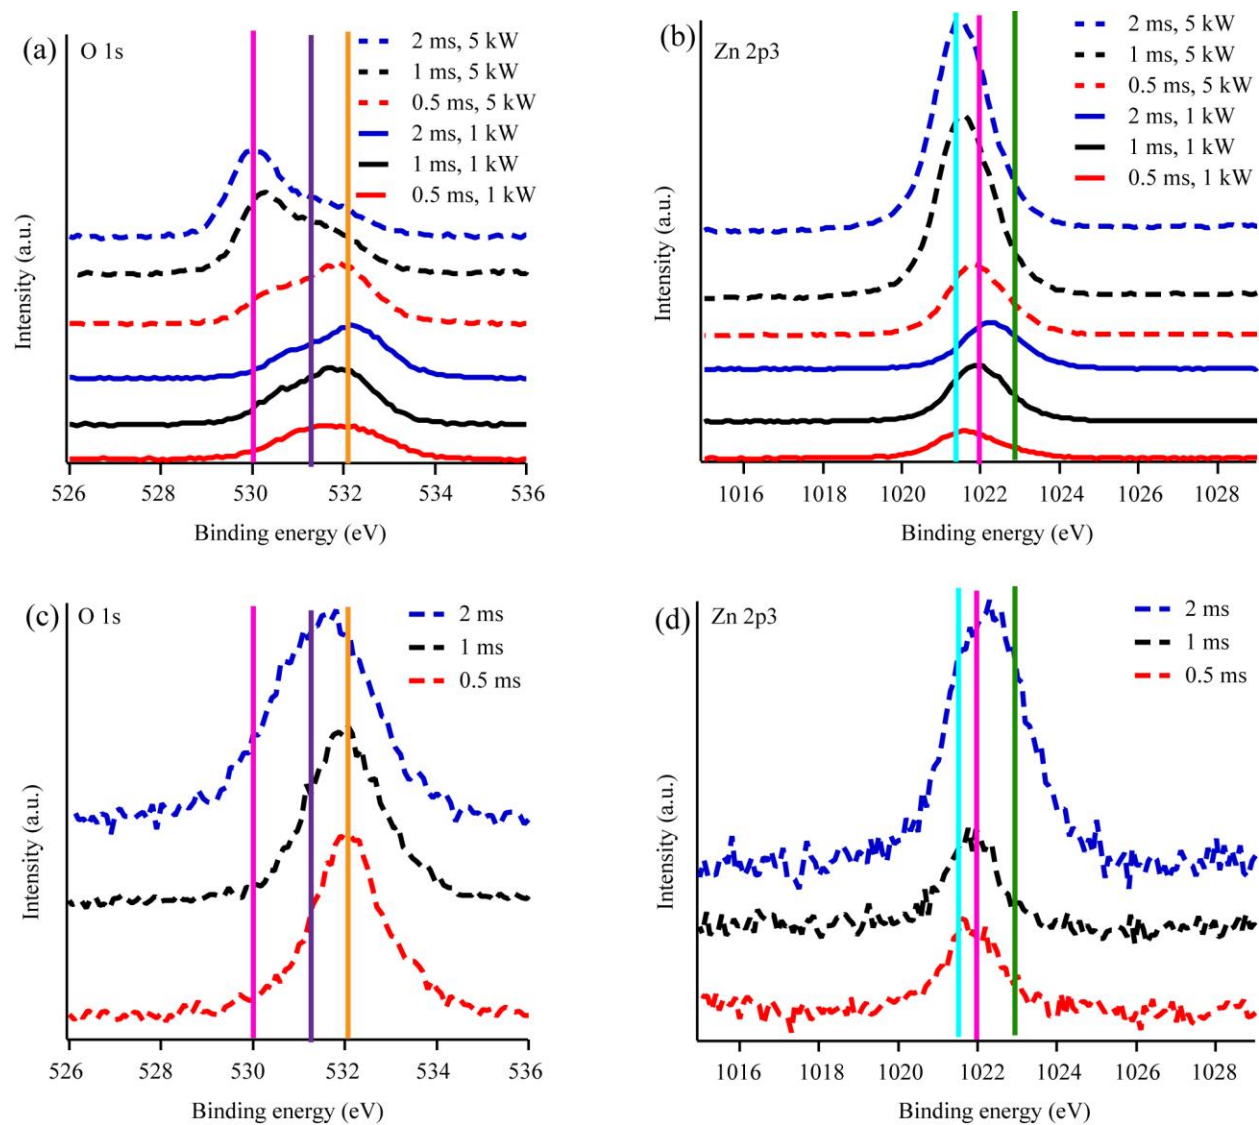 (a) O 1s
2 ms, 5 kW
1 ms, 5 kW
0.5 ms, 5 kW
2 ms, 1 kW
1 ms, 1 kW
0.5 ms, 1 kW
Intensity (a.u.)
526 528 530 532 534 536
Binding energy (eV)
(b) Zn 2p3
2 ms, 5 kW
1 ms, 5 kW
0.5 ms, 5 kW
2 ms, 1 kW
1 ms, 1 kW
0.5 ms, 1 kW
Intensity (a.u.)
1016 1018 1020 1022 1024 1026 1028
Binding energy (eV)
(c) O 1s
2 ms
1 ms
0.5 ms
Intensity (a.u.)
526 528 530 532 534 536
Binding energy (eV)
(d) Zn 2p3
2 ms
1 ms
0.5 ms
Intensity (a.u.)
1016 1018 1020 1022 1024 1026 1028
Binding energy (eV)